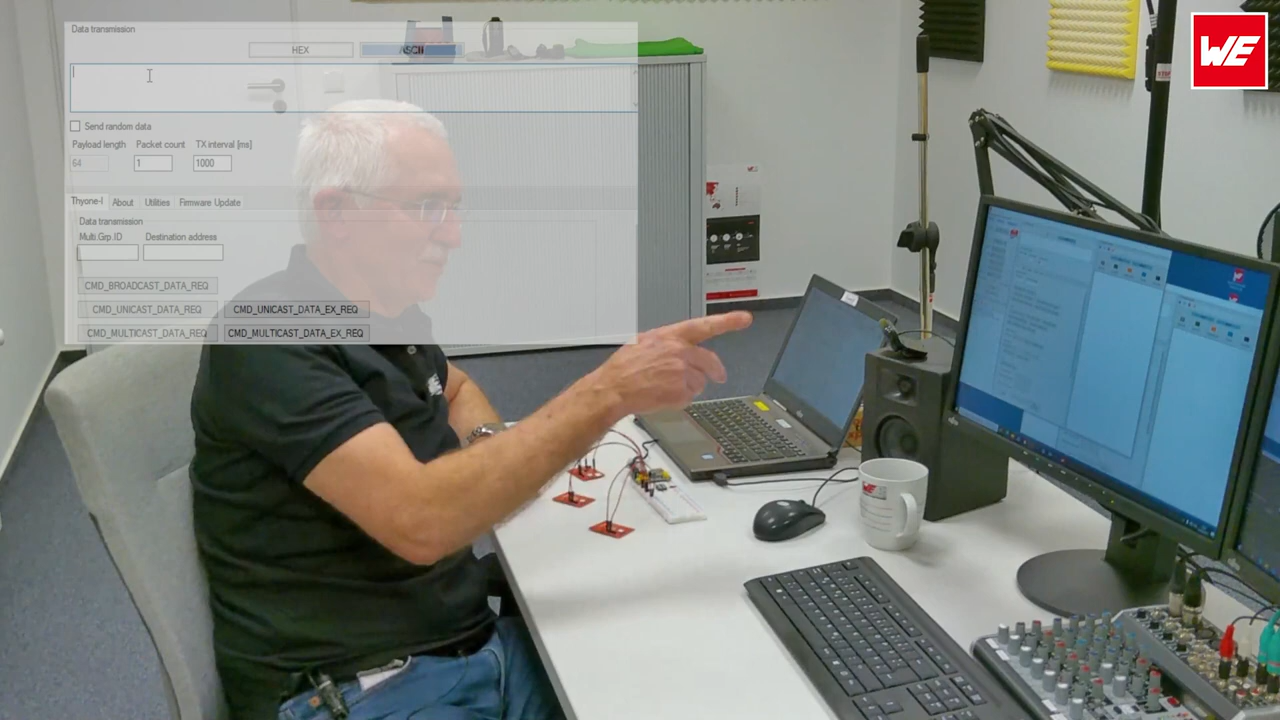 Data transmission
HEX
ASCII
Send random data
Payload length
Packet count
TX interval [ms]
64
1
1000
Thyone-I
About
Utilities
Firmware Update
Data transmission
Multi.Grp.ID
Destination address
CMD_BROADCAST_DATA_REQ
CMD_UNICAST_DATA_REQ
CMD_UNICAST_DATA_EX_REQ
CMD_MULTICAST_DATA_REQ
CMD_MULTICAST_DATA_EX_REQ
WE
WE